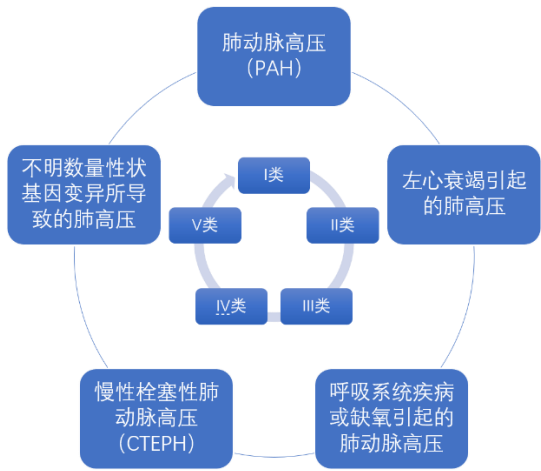 肺动脉高压
（PAH）
不明数量性状
基因变异所导
致的肺高压
左心衰竭引起
的肺高压
I类
V类
II类
IV类
III类
慢性栓塞性肺
动脉高压
（CTEPH）
呼吸系统疾病
或缺氧引起的
肺动脉高压